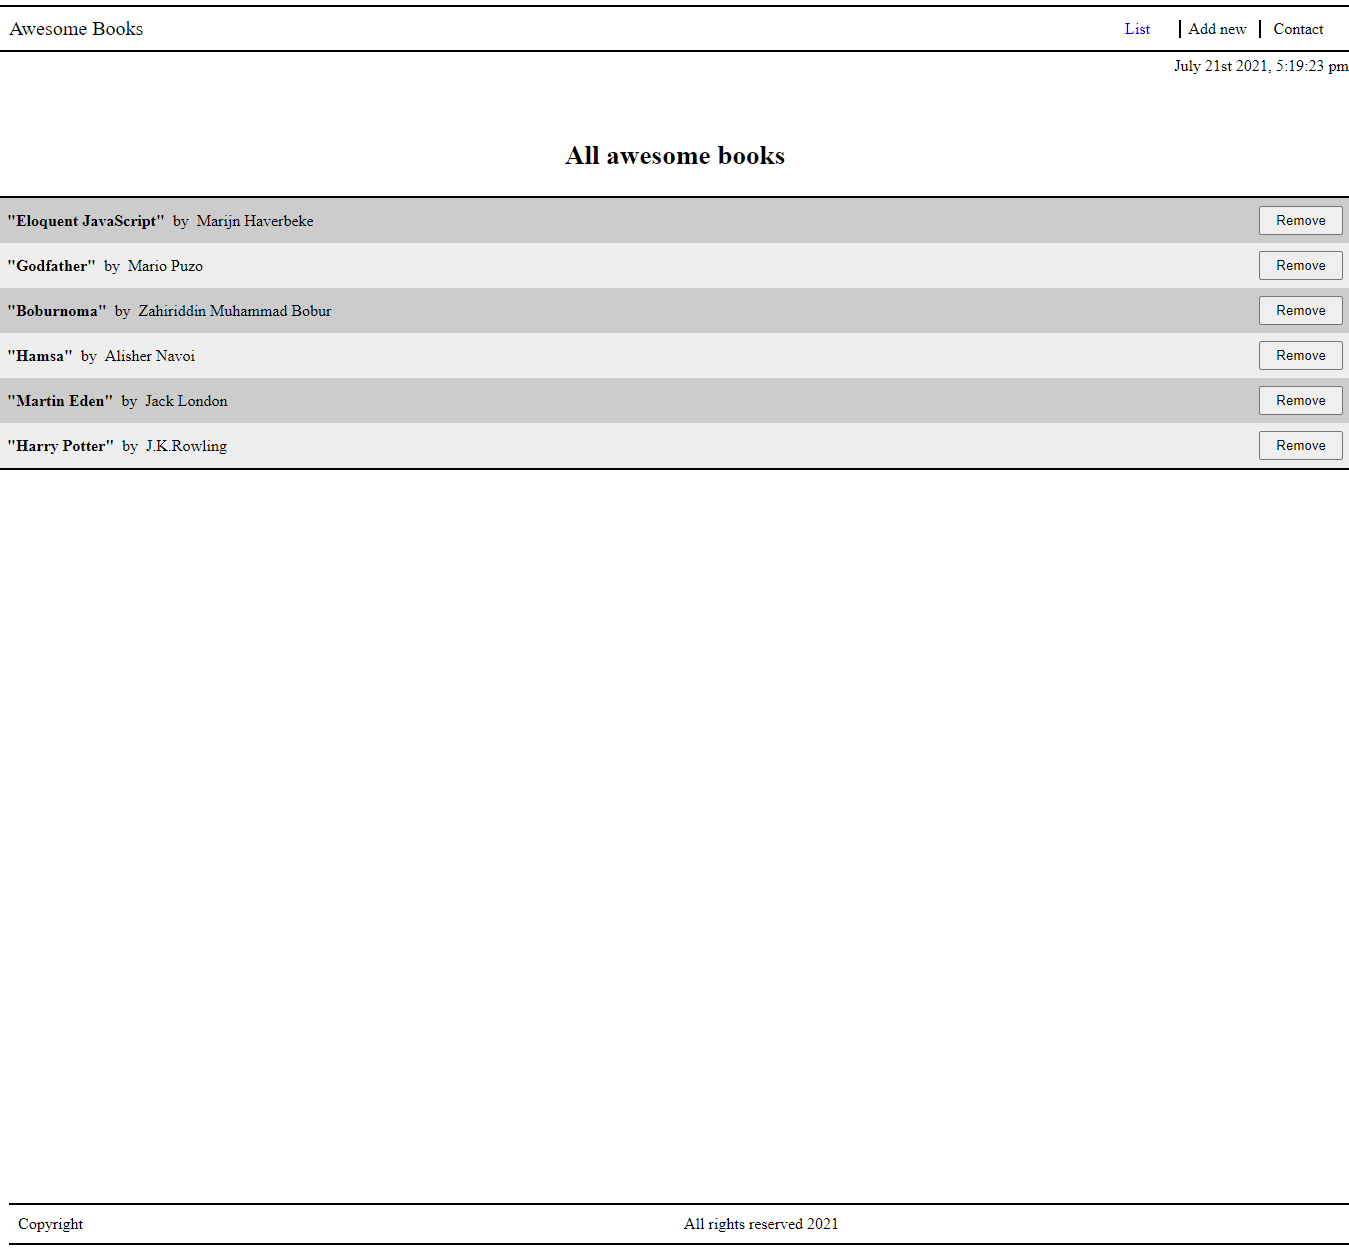 Awesome Books List Add new Contact
July 21st 2021, 5:19:23 pm
All awesome books
"Eloquent JavaScript" by Marijn Haverbeke Remove
"Godfather" by Mario Puzo Remove
"Boburnoma" by Zahiriddin Muhammad Bobur Remove
"Hamsa" by Alisher Navoi Remove
"Martin Eden" by Jack London Remove
"Harry Potter" by J.K.Rowling Remove
Copyright All rights reserved 2021